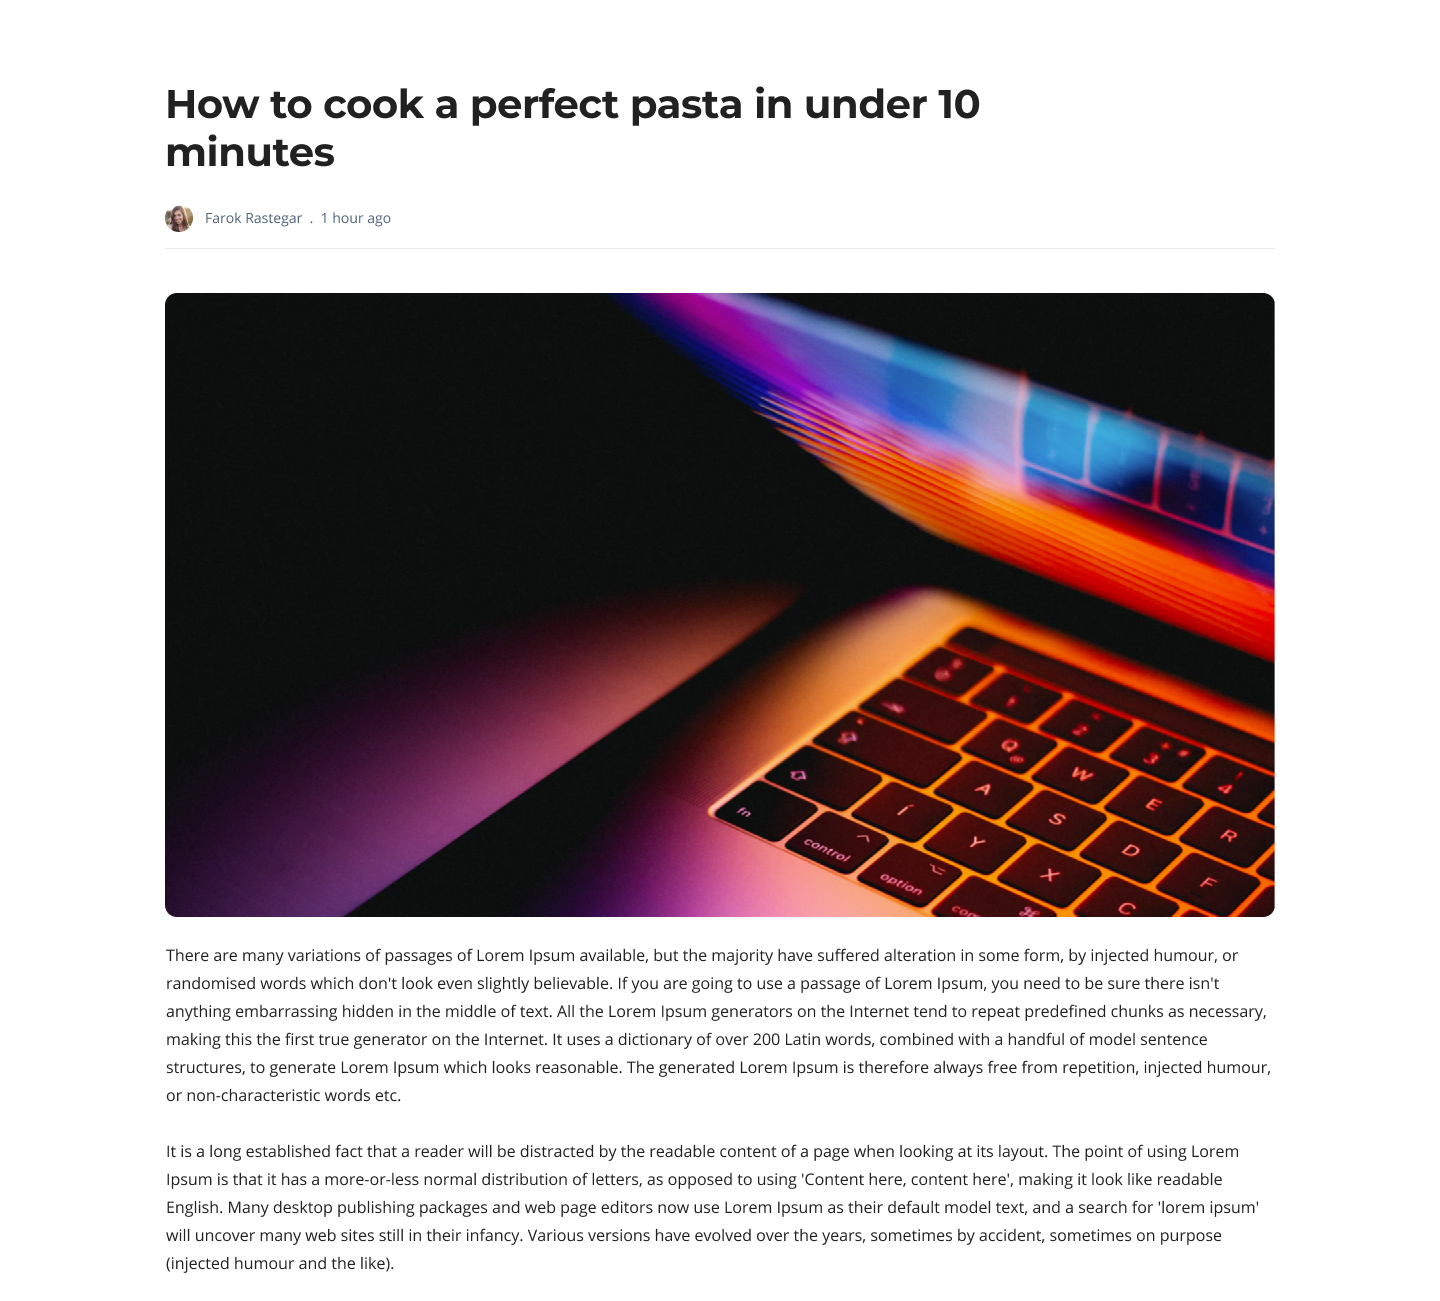 How to cook a perfect pasta in under 10
minutes
Farok Rastegar . 1 hour ago
1
2
3
4
Q
W
E
R
A
S
D
F
fn
Í
Y
X
C
control
option
There are many variations of passages of Lorem Ipsum available, but the majority have suffered alteration in some form, by injected humour, or
randomised words which don't look even slightly believable. If you are going to use a passage of Lorem Ipsum, you need to be sure there isn't
anything embarrassing hidden in the middle of text. All the Lorem Ipsum generators on the Internet tend to repeat predefined chunks as necessary,
making this the first true generator on the Internet. It uses a dictionary of over 200 Latin words, combined with a handful of model sentence
structures, to generate Lorem Ipsum which looks reasonable. The generated Lorem Ipsum is therefore always free from repetition, injected humour,
or non-characteristic words etc.
It is a long established fact that a reader will be distracted by the readable content of a page when looking at its layout. The point of using Lorem
Ipsum is that it has a more-or-less normal distribution of letters, as opposed to using 'Content here, content here', making it look like readable
English. Many desktop publishing packages and web page editors now use Lorem Ipsum as their default model text, and a search for 'lorem ipsum'
will uncover many web sites still in their infancy. Various versions have evolved over the years, sometimes by accident, sometimes on purpose
(injected humour and the like).